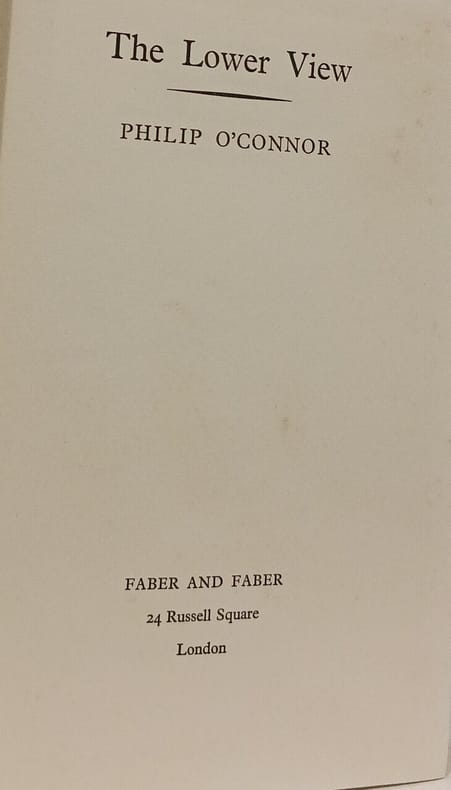 The Lower View
PHILIP O'CONNOR
FABER AND FABER
24 Russell Square
London